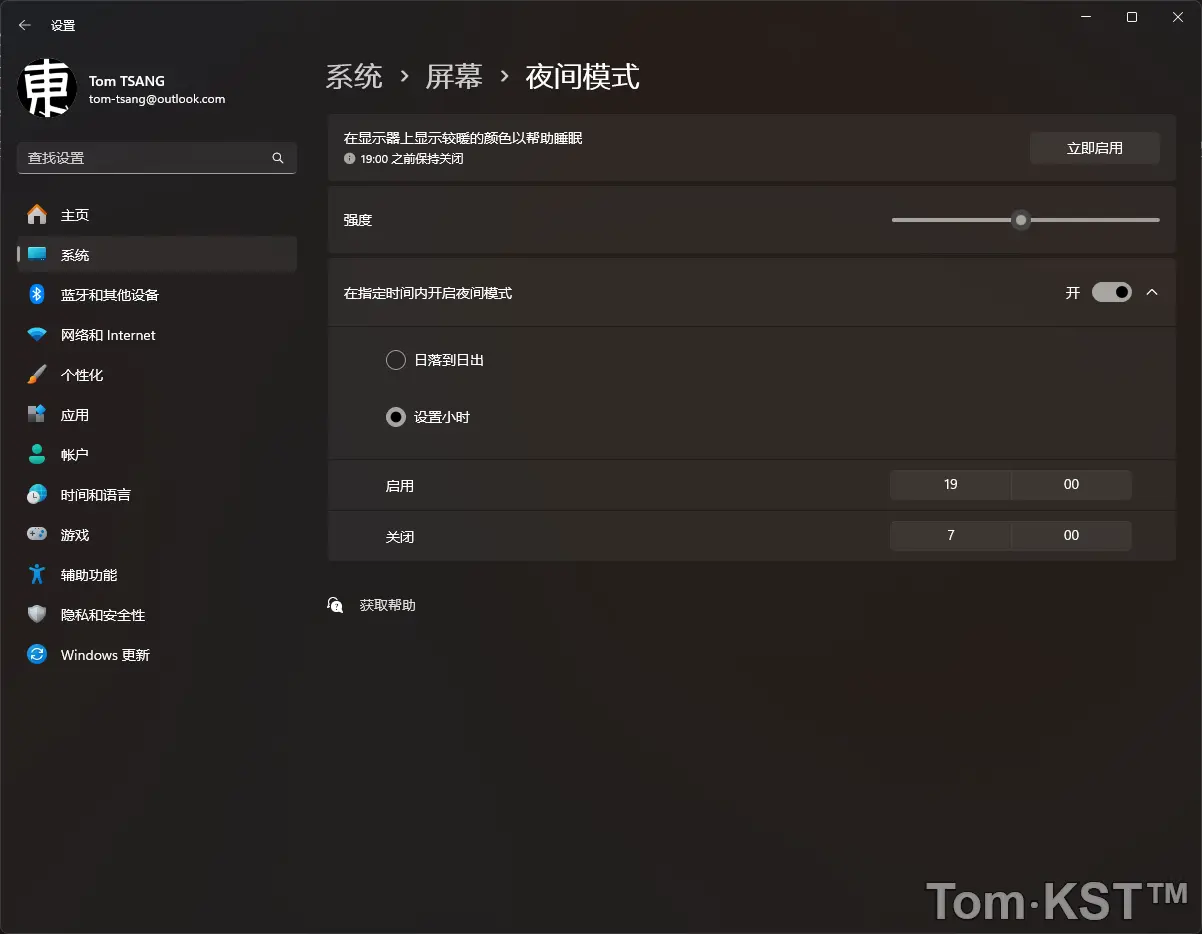 设置
東
Tom TSANG
tom-tsang@outlook.com
查找设置
主页
系统
蓝牙和其他设备
网络和 Internet
个性化
应用
帐户
时间和语言
游戏
辅助功能
隐私和安全性
Windows 更新
系统 › 屏幕 › 夜间模式
在显示器上显示较暖的颜色以帮助睡眠
19:00 之前保持关闭
立即启用
强度
在指定时间内开启夜间模式
开
日落到日出
设置小时
启用
19 00
关闭
7 00
获取帮助
Tom·KST™